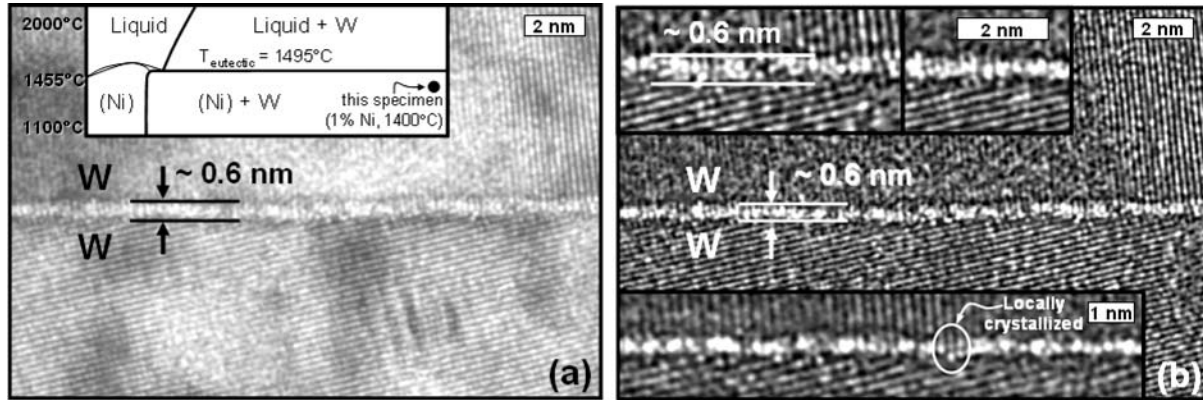 2000°C
Liquid
Liquid + W
2 nm
T eutectic = 1495°C
1455°C
(Ni)
(Ni) + W
this specimen
(1% Ni, 1400°C)
1100°C
W
~ 0.6 nm
W
(a)
~ 0.6 nm
2 nm
2 nm
W
~ 0.6 nm
W
Locally
crystallized
1 nm
(b)